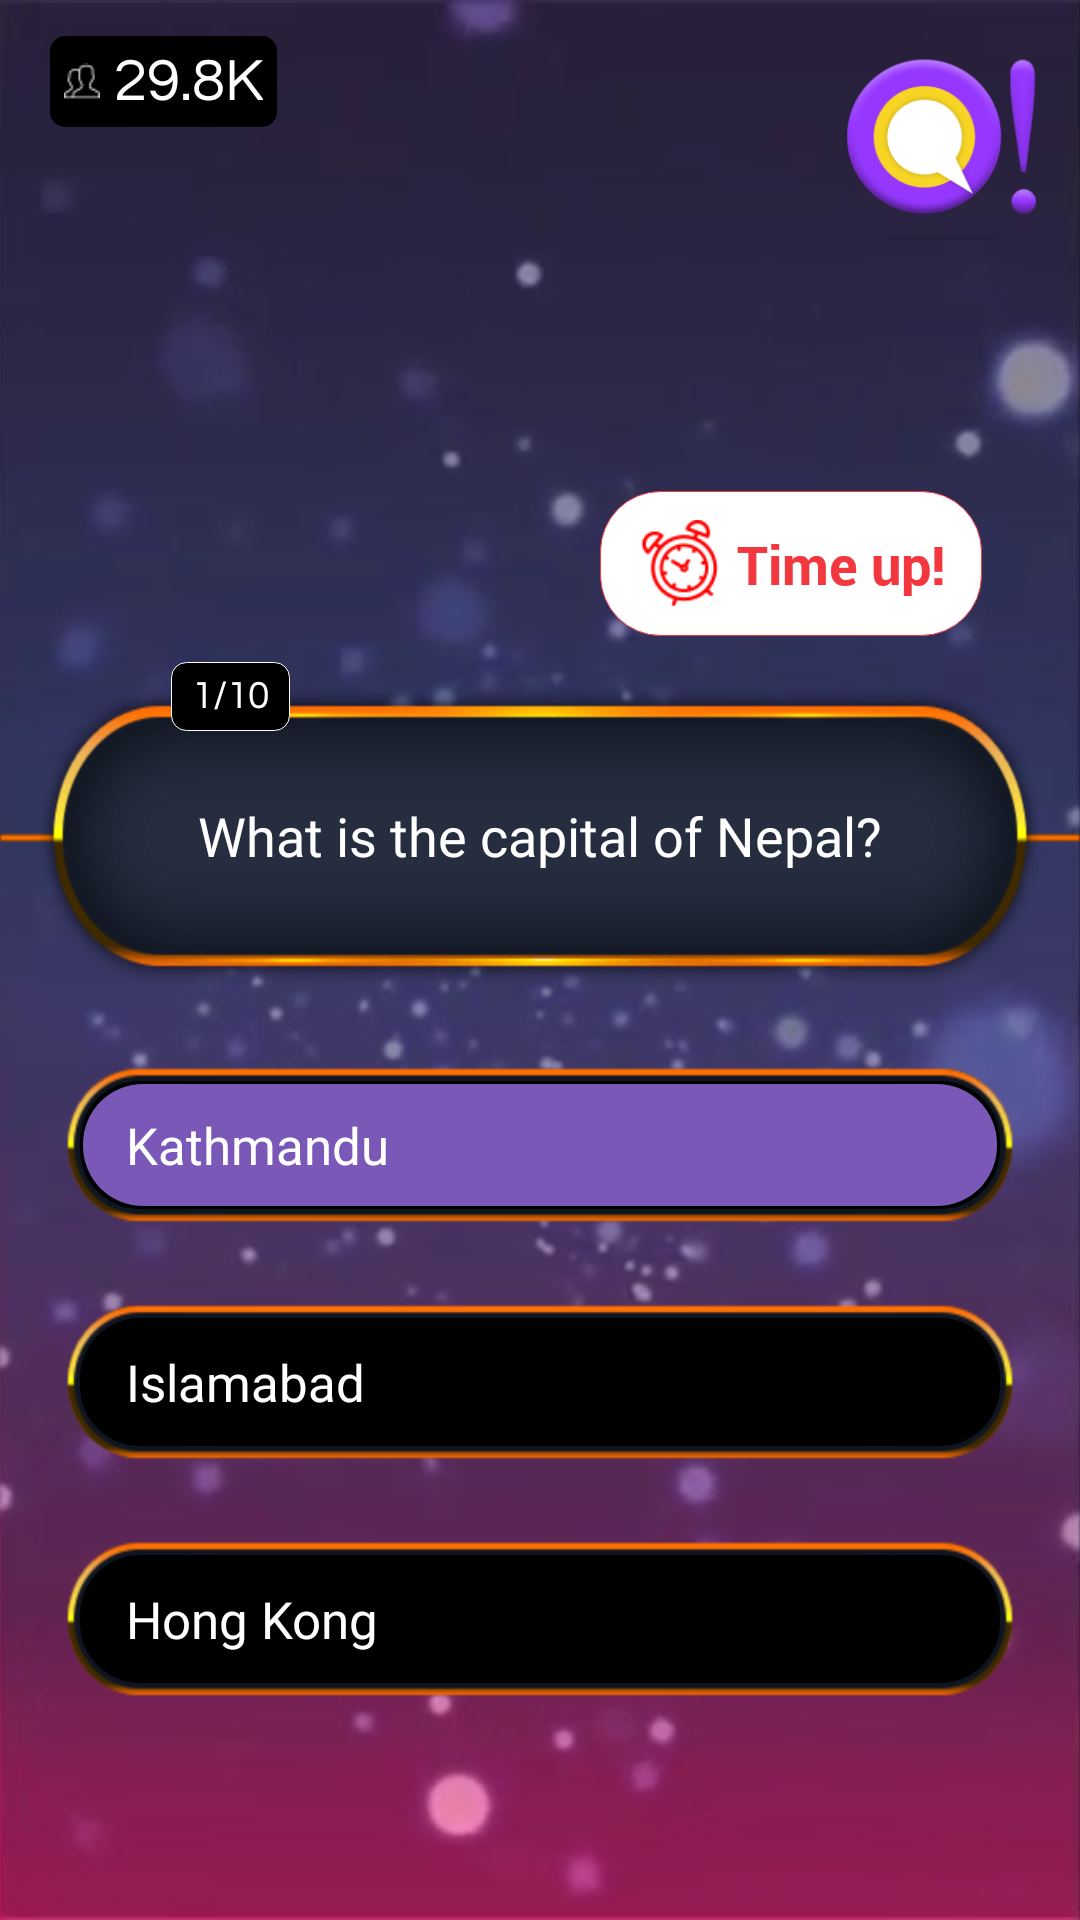 29.8K
Q!
Time up!
1/10
What is the capital of Nepal?
Kathmandu
Islamabad
Hong Kong